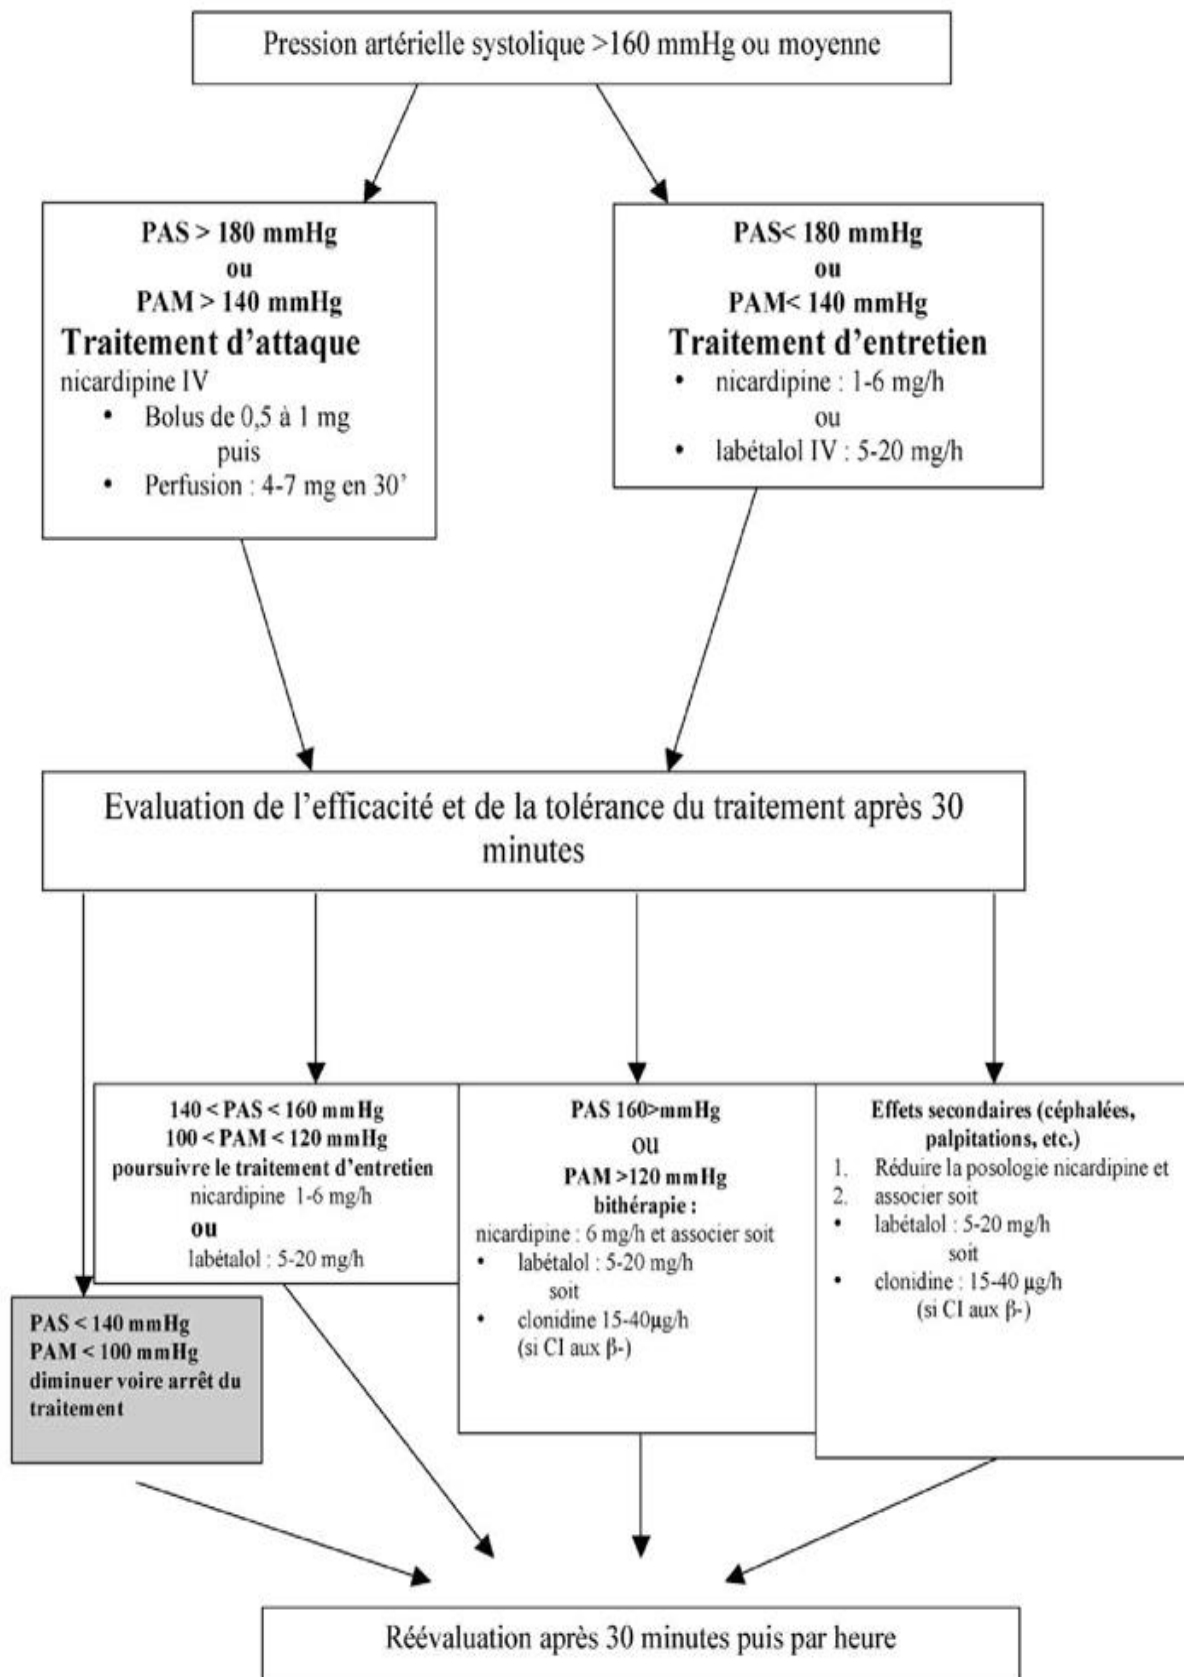 Pression artérielle systolique >160 mmHg ou moyenne
PAS > 180 mmHg
ou
PAM > 140 mmHg
Traitement d’attaque
nicardipine IV
• Bolus de 0,5 à 1 mg
puis
• Perfusion : 4-7 mg en 30’
PAS< 180 mmHg
ou
PAM< 140 mmHg
Traitement d’entretien
• nicardipine : 1-6 mg/h
ou
• labétalol IV : 5-20 mg/h
Evaluation de l’efficacité et de la tolérance du traitement après 30
minutes
PAS < 140 mmHg
PAM < 100 mmHg
diminuer voire arrêt du
traitement
140 < PAS < 160 mmHg
100 < PAM < 120 mmHg
poursuivre le traitement d’entretien
nicardipine 1-6 mg/h
ou
labétalol : 5-20 mg/h
PAS 160>mmHg
ou
PAM >120 mmHg
bithérapie :
nicardipine : 6 mg/h et associer soit
• labétalol : 5-20 mg/h
soit
• clonidine 15-40µg/h
(si CI aux β-)
Effets secondaires (céphalées,
palpitations, etc.)
1. Réduire la posologie nicardipine et
2. associer soit
• labétalol : 5-20 mg/h
soit
• clonidine : 15-40 µg/h
(si CI aux β-)
Réévaluation après 30 minutes puis par heure